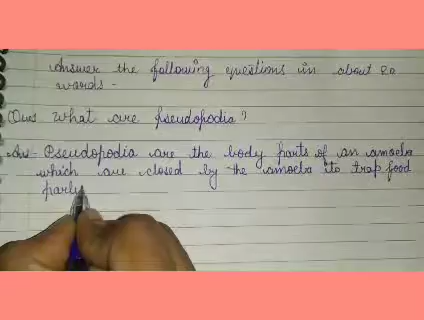 Answer the following questions in about 20
words -
Ques What are Pseudopodia?
Ans- Pseudopodia are the body parts of an amoeba
which are closed by the amoeba to trap food
parti